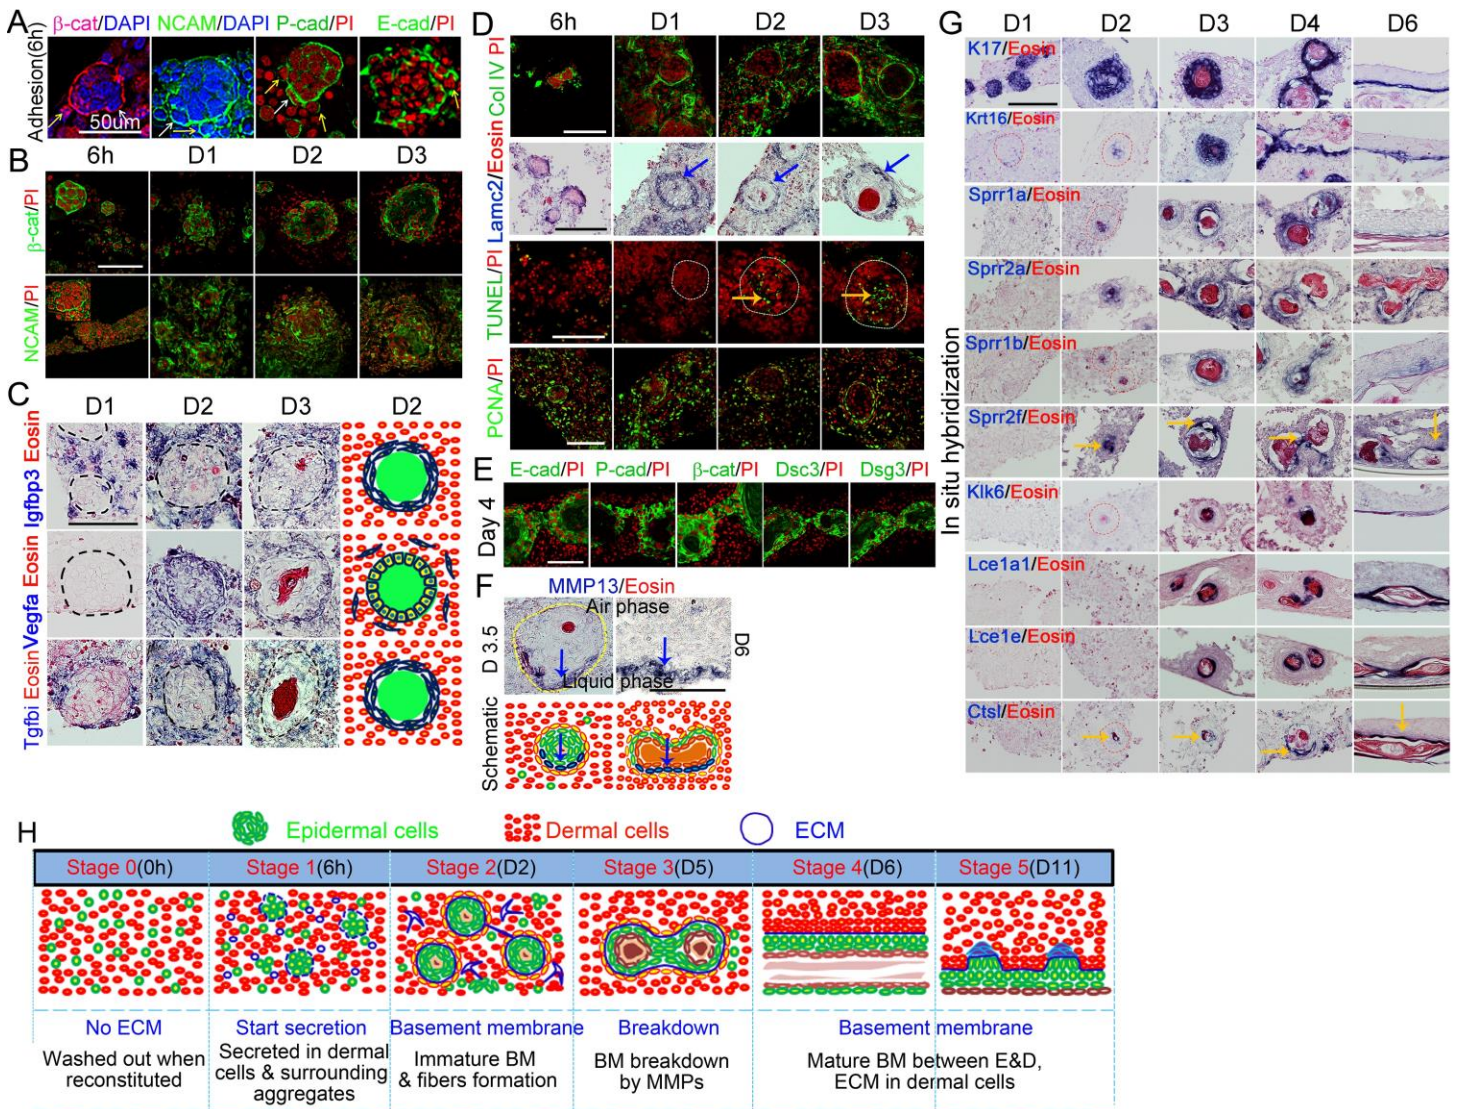 A
β-cat/DAPI NCAM/DAPI P-cad/PI E-cad/PI
Adhesion(6h)
50um
B
6h D1 D2 D3
β-cat/PI
NCAM/PI
C
D1 D2 D3 D2
Igfbp3 Eosin
Vegfa Eosin
Tgfbi Eosin
D
6h D1 D2 D3
Col IV PI
Lamc2/Eosin
TUNEL/PI
PCNA/PI
E
E-cad/PI P-cad/PI β-cat/PI Dsc3/PI Dsg3/PI
Day 4
F
MMP13/Eosin
Air phase
D 3.5
D6
Liquid phase
Schematic
G
D1 D2 D3 D4 D6
In situ hybridization
K17/Eosin
Krt16/Eosin
Sprr1a/Eosin
Sprr2a/Eosin
Sprr1b/Eosin
Sprr2f/Eosin
Klk6/Eosin
Lce1a1/Eosin
Lce1e/Eosin
Ctsl/Eosin
H
Epidermal cells Dermal cells ECM
Stage 0(0h) Stage 1(6h) Stage 2(D2) Stage 3(D5) Stage 4(D6) Stage 5(D11)
No ECM Start secretion Basement membrane Breakdown Basement membrane
Washed out when
reconstituted
Secreted in dermal
cells & surrounding
aggregates
Immature BM
& fibers formation
BM breakdown
by MMPs
Mature BM between E&D,
ECM in dermal cells